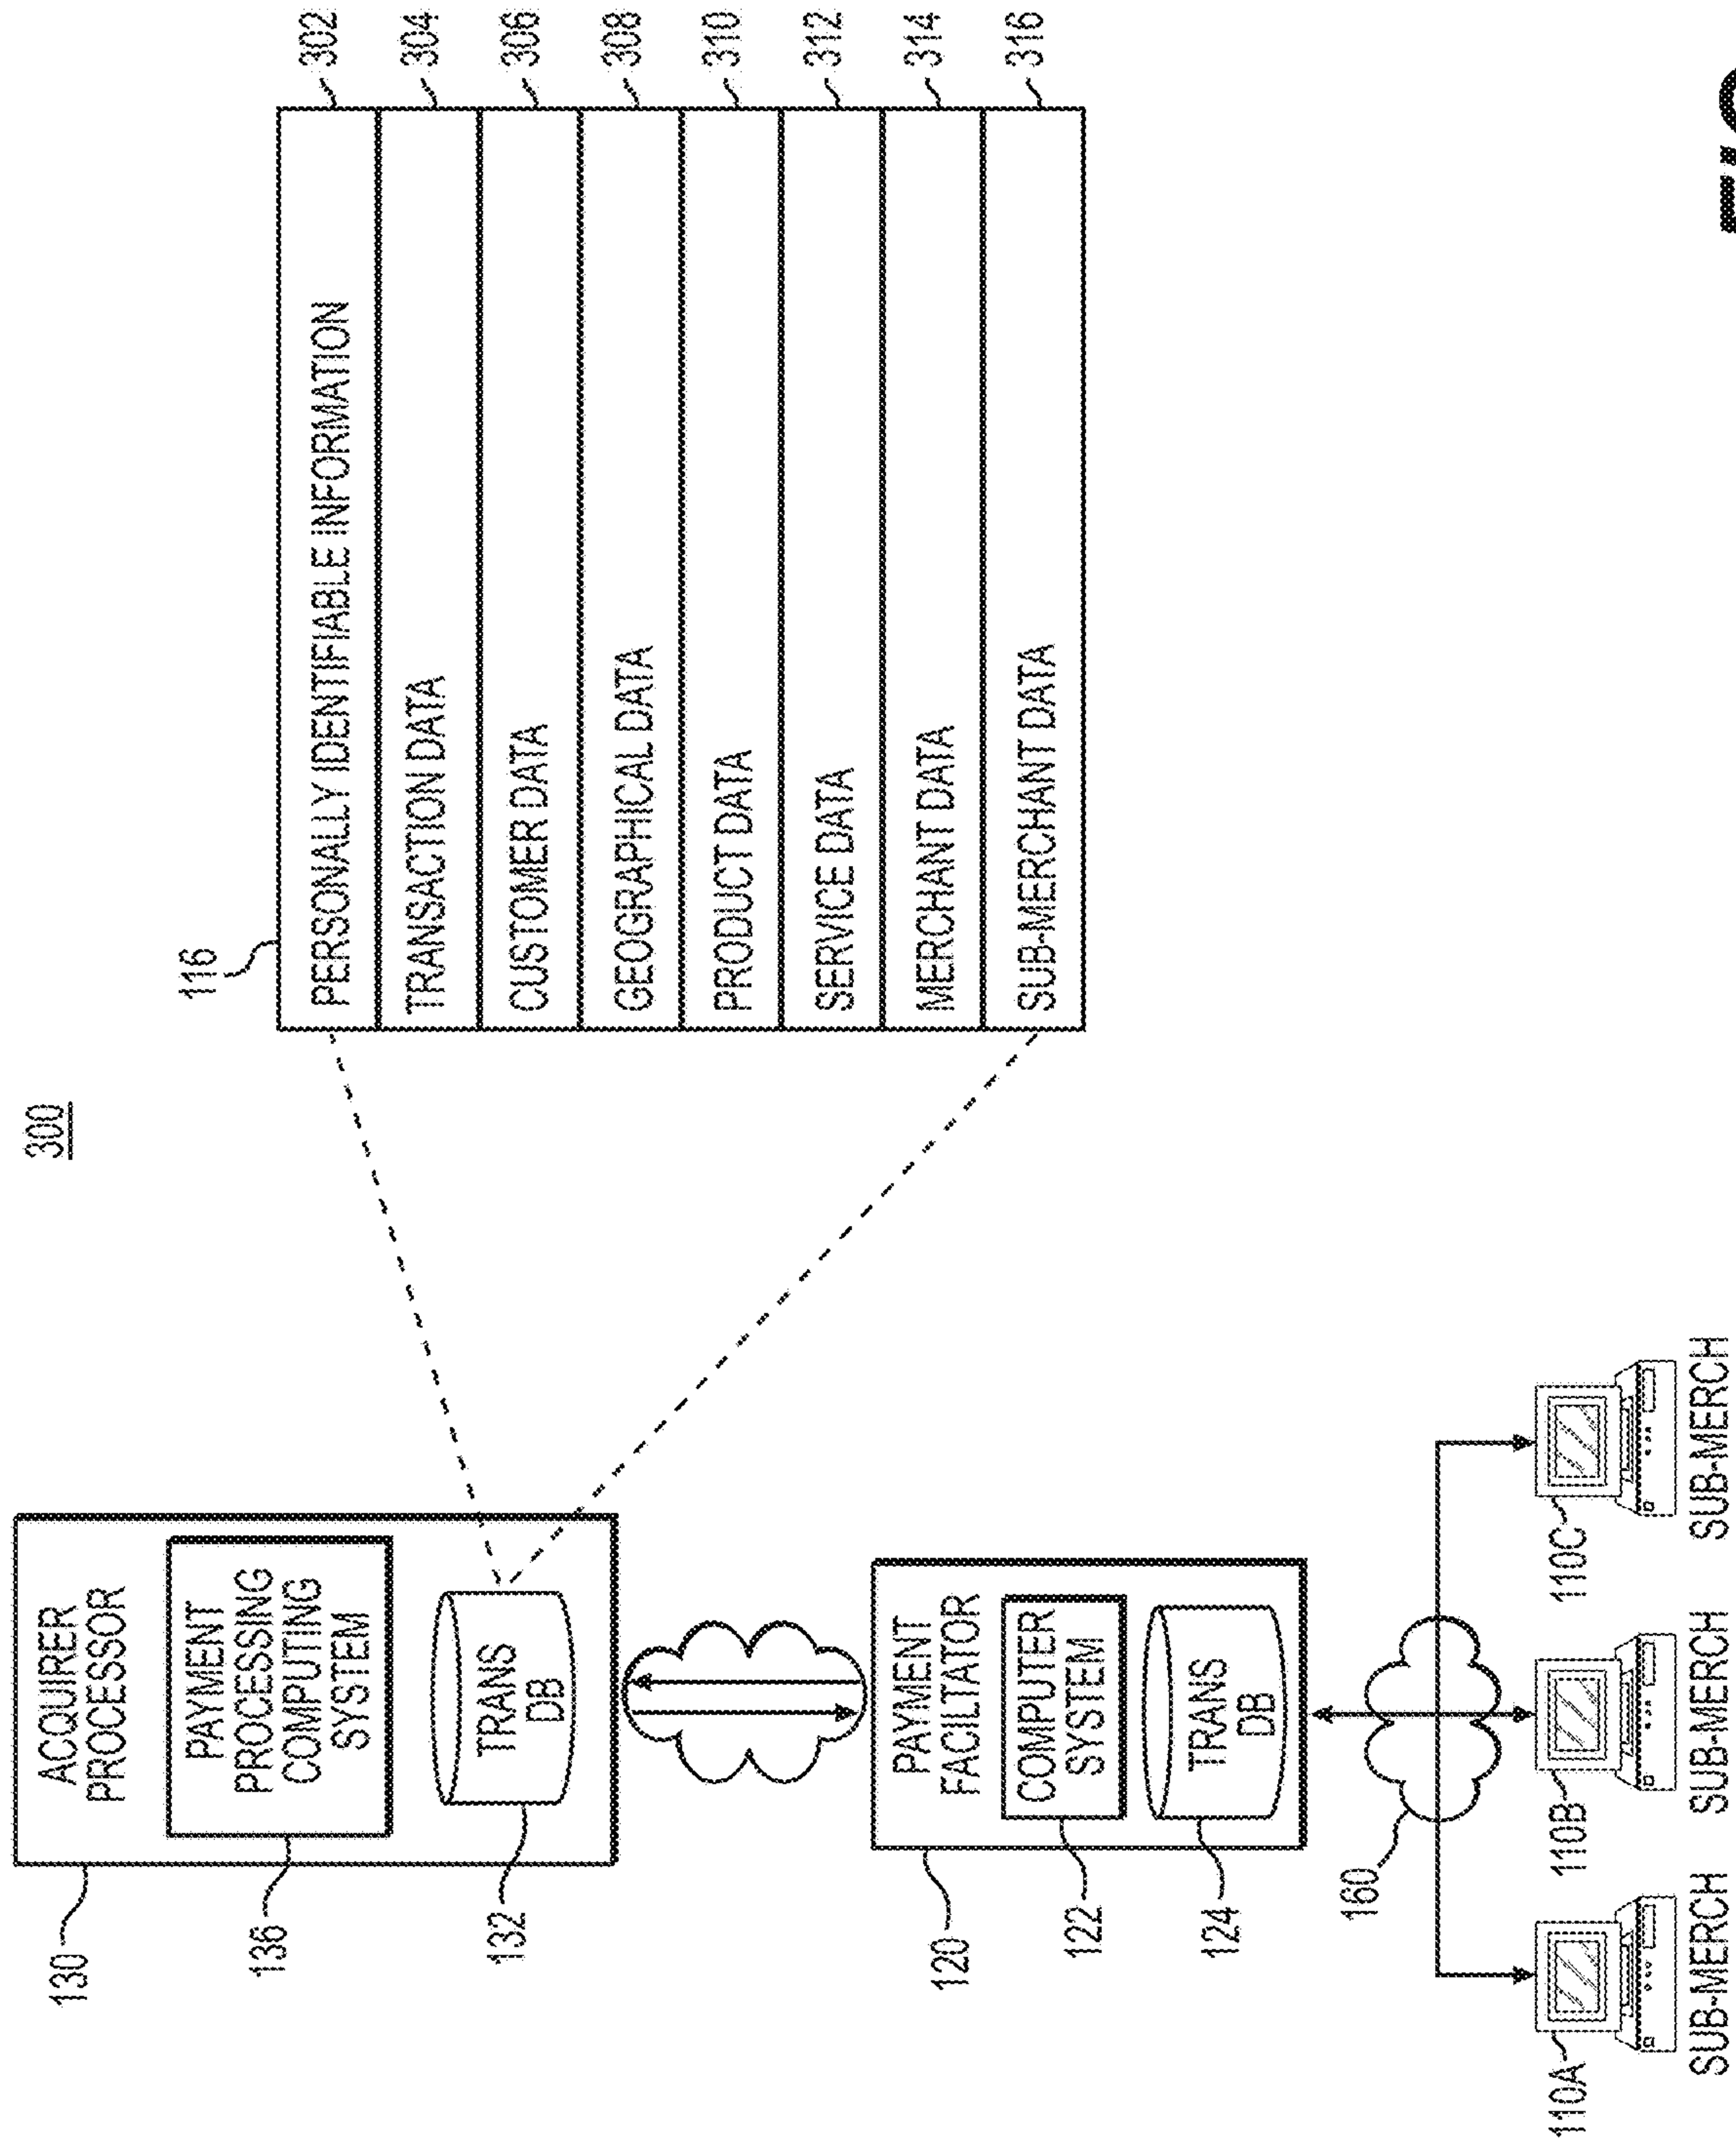 300
ACQUIRER
PROCESSOR
PAYMENT
PROCESSING
COMPUTING
SYSTEM
TRANS
DB
130
136
132
PAYMENT
FACILITATOR
COMPUTER
SYSTEM
TRANS
DB
120
122
124
160
110A
110B
110C
SUB-MERCH
SUB-MERCH
SUB-MERCH
116
PERSONALLY IDENTIFIABLE INFORMATION
302
TRANSACTION DATA
304
CUSTOMER DATA
306
GEOGRAPHICAL DATA
308
PRODUCT DATA
310
SERVICE DATA
312
MERCHANT DATA
314
SUB-MERCHANT DATA
316